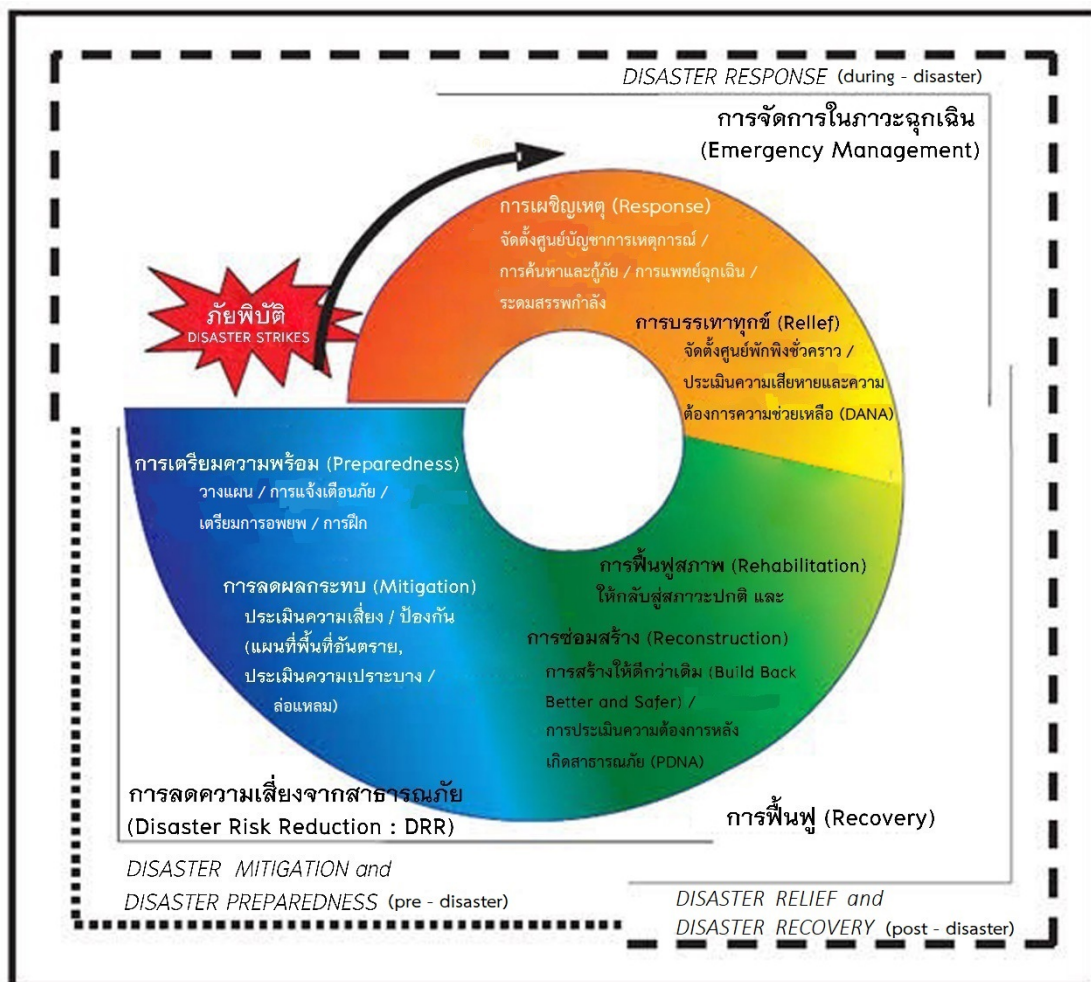 DISASTER RESPONSE (during - disaster)
การจัดการในภาวะฉุกเฉิน
(Emergency Management)
การเผชิญเหตุ (Response)
จัดตั้งศูนย์บัญชาการเหตุการณ์ /
การค้นหาและกู้ภัย / การแพทย์ฉุกเฉิน /
ระดมสรรพกำลัง
ภัยพิบัติ
DISASTER STRIKES
การบรรเทาทุกข์ (Rellef)
จัดตั้งศูนย์พักพิงชั่วคราว /
ประเมินความเสียหายและความ
ต้องการความช่วยเหลือ (DANA)
การเตรียมความพร้อม (Preparedness)
วางแผน / การแจ้งเตือนภัย /
เตรียมการอพยพ / การฝึก
การลดผลกระทบ (Mitigation)
ประเมินความเสี่ยง / ป้องกัน
(แผนที่พื้นที่อันตราย,
ประเมินความเปราะบาง /
ล่อแหลม)
การฟื้นฟูสภาพ (Rehabilitation)
ให้กลับสู่สภาวะปกติ และ
การซ่อมสร้าง (Reconstruction)
การสร้างให้ดีกว่าเดิม (Build Back
Better and Safer) /
การประเมินความต้องการหลัง
เกิดสาธารณภัย (PDNA)
การลดความเสี่ยงจากสาธารณภัย
(Disaster Risk Reduction : DRR)
การฟื้นฟู (Recovery)
DISASTER MITIGATION and
DISASTER PREPAREDNESS (pre - disaster)
DISASTER RELIEF and
DISASTER RECOVERY (post - disaster)